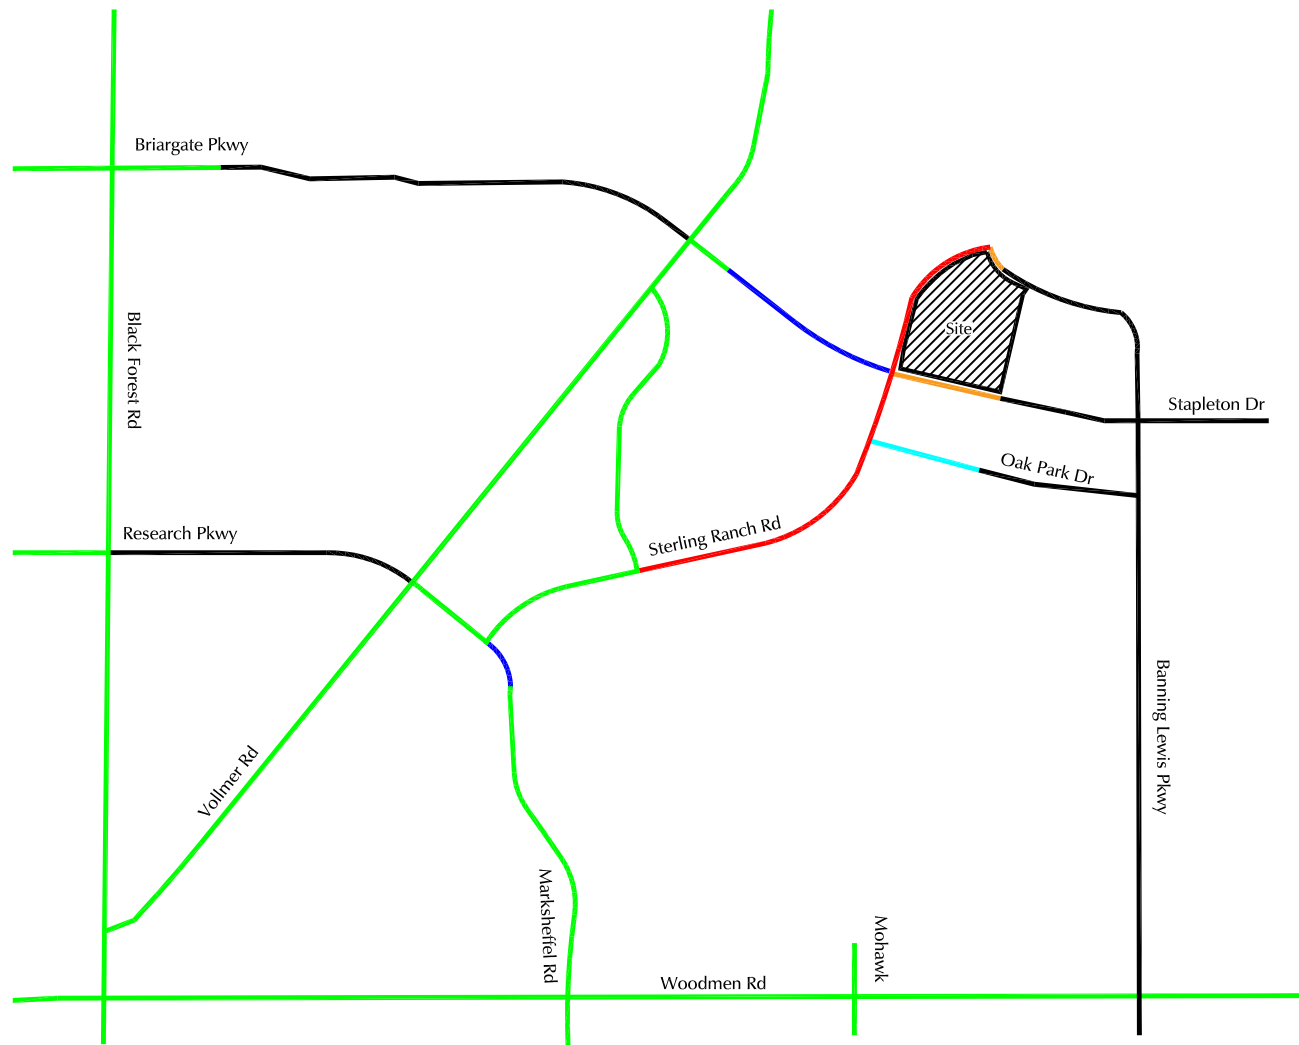 Briargate Pkwy
Black Forest Rd
Site
Stapleton Dr
Oak Park Dr
Research Pkwy
Sterling Ranch Rd
Banning Lewis Pkwy
Vollmer Rd
Marksheffel Rd
Mohawk
Woodmen Rd